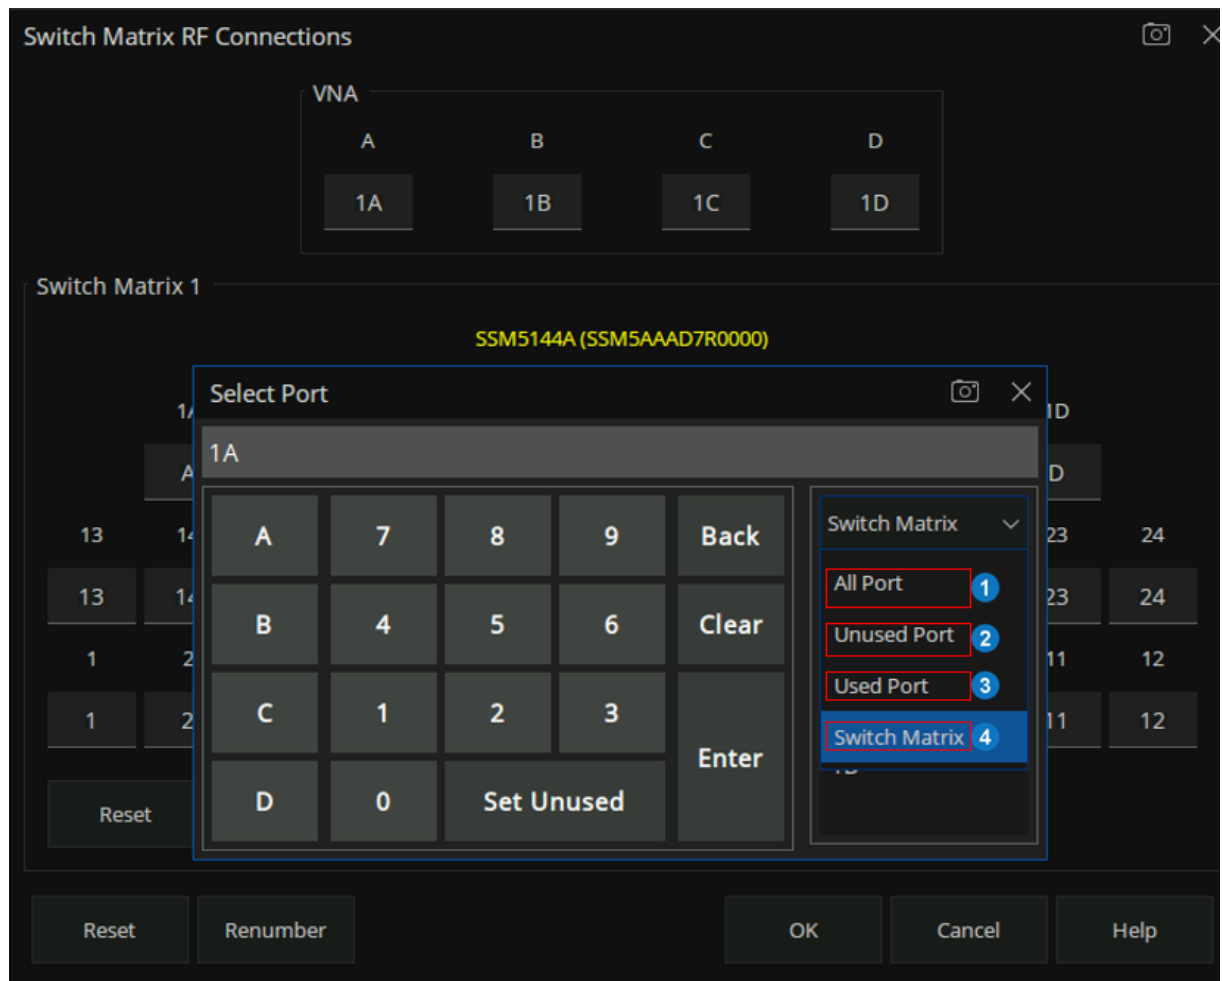 Switch Matrix RF Connections
VNA
A B C D
1A 1B 1C 1D
Switch Matrix 1
SSM5144A (SSM5AAAD7R0000)
Select Port
1A
A 7 8 9 Back
B 4 5 6 Clear
C 1 2 3
Enter
D 0 Set Unused
Switch Matrix
All Port 1
Unused Port 2
Used Port 3
Switch Matrix 4
13 24
13 24
1 2 11 12
1 2 11 12
23
23
D
Reset
Reset Renumber OK Cancel Help